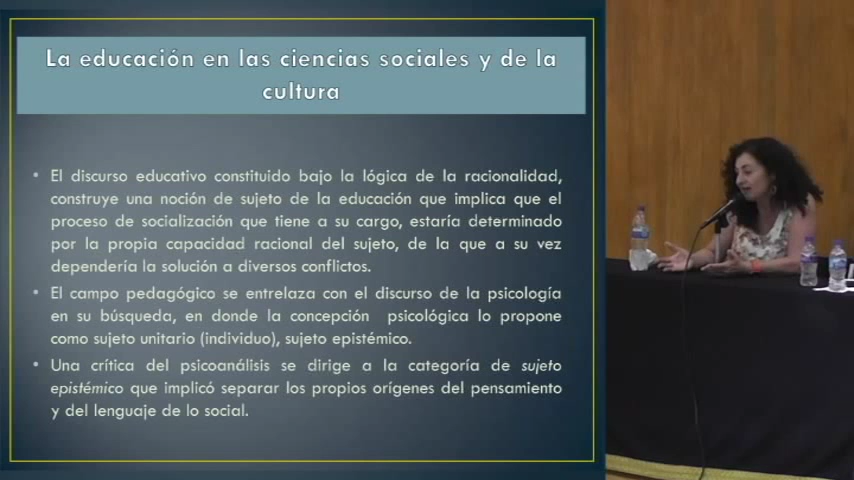 La educación en las ciencias sociales y de la
cultura
• El discurso educativo constituido bajo la lógica de la racionalidad,
construye una noción de sujeto de la educación que implica que el
proceso de socialización que tiene a su cargo, estaría determinado
por la propia capacidad racional del sujeto, de la que a su vez
dependería la solución a diversos conflictos.
• El campo pedagógico se entrelaza con el discurso de la psicología
en su búsqueda, en donde la concepción psicológica lo propone
como sujeto unitario (individuo), sujeto epistémico.
• Una crítica del psicoanálisis se dirige a la categoría de sujeto
epistémico que implicó separar los propios orígenes del pensamiento
y del lenguaje de lo social.